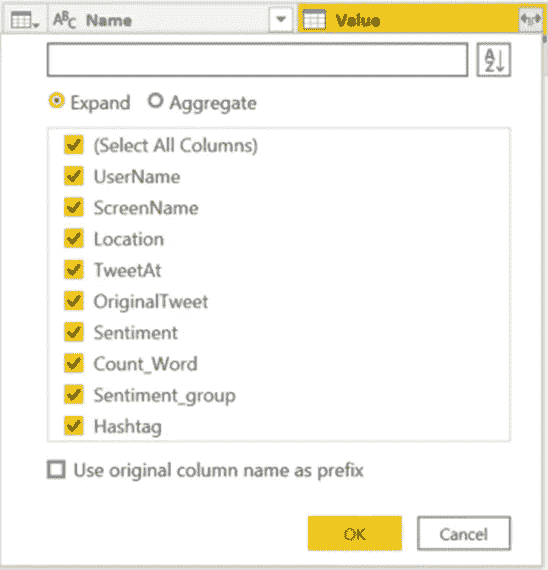 ABC Name Value
A Z
Expand Aggregate
(Select All Columns)
UserName
ScreenName
Location
TweetAt
OriginalTweet
Sentiment
Count_Word
Sentiment_group
Hashtag
Use original column name as prefix
OK Cancel